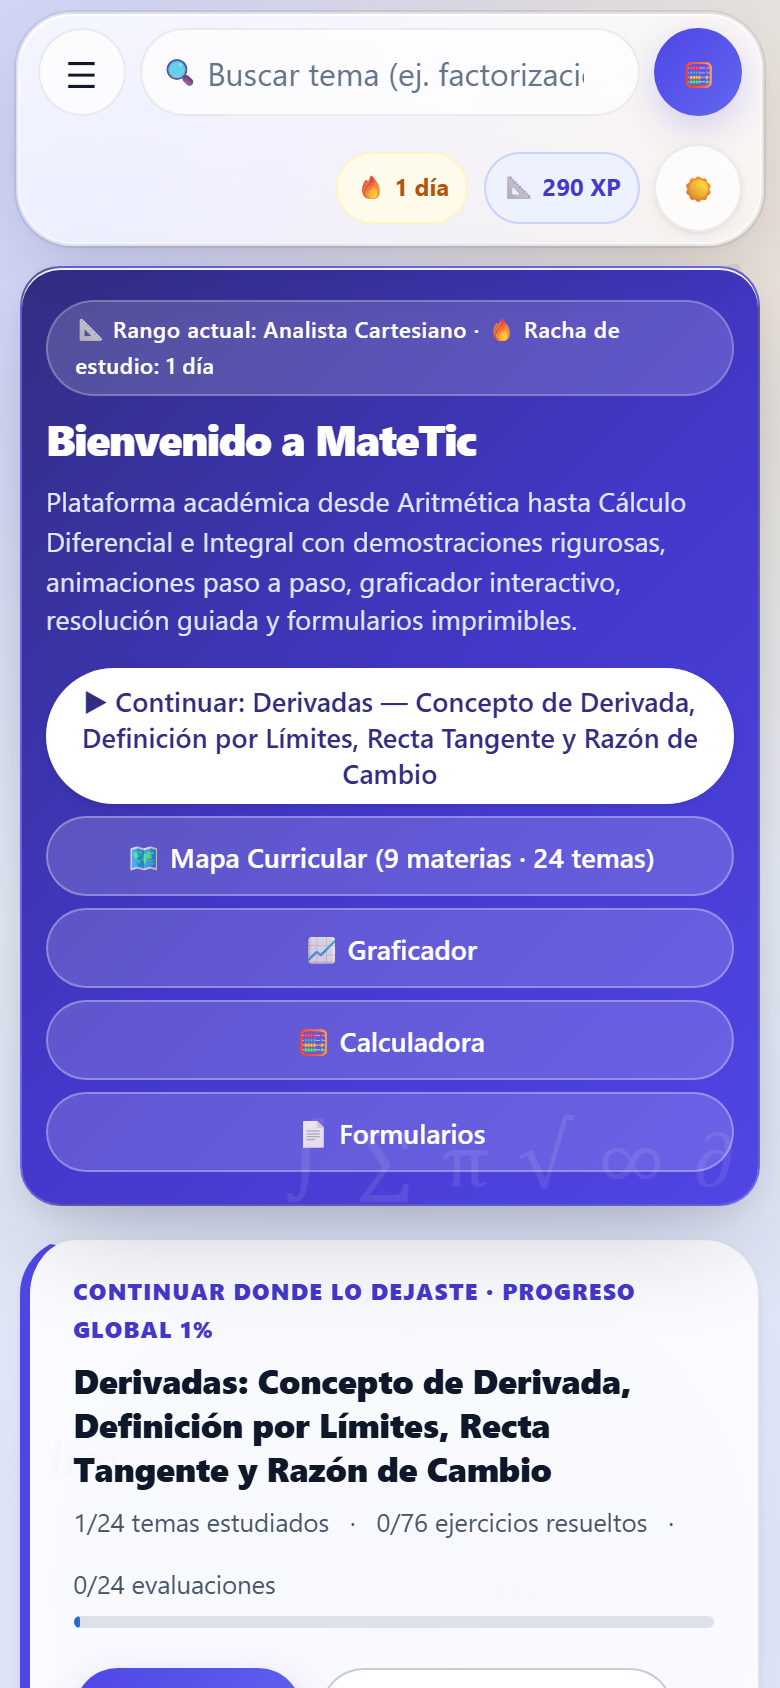 Buscar tema (ej. factorizaci
1 día
290 XP
Rango actual: Analista Cartesiano · Racha de
estudio: 1 día
Bienvenido a MateTic
Plataforma académica desde Aritmética hasta Cálculo
Diferencial e Integral con demostraciones rigurosas,
animaciones paso a paso, graficador interactivo,
resolución guiada y formularios imprimibles.
▶ Continuar: Derivadas — Concepto de Derivada,
Definición por Límites, Recta Tangente y Razón de
Cambio
Mapa Curricular (9 materias · 24 temas)
Graficador
Calculadora
Formularios
∫ ∑ π √ ∞ ∂
CONTINUAR DONDE LO DEJASTE · PROGRESO
GLOBAL 1%
Derivadas: Concepto de Derivada,
Definición por Límites, Recta
Tangente y Razón de Cambio
1/24 temas estudiados · 0/76 ejercicios resueltos ·
0/24 evaluaciones